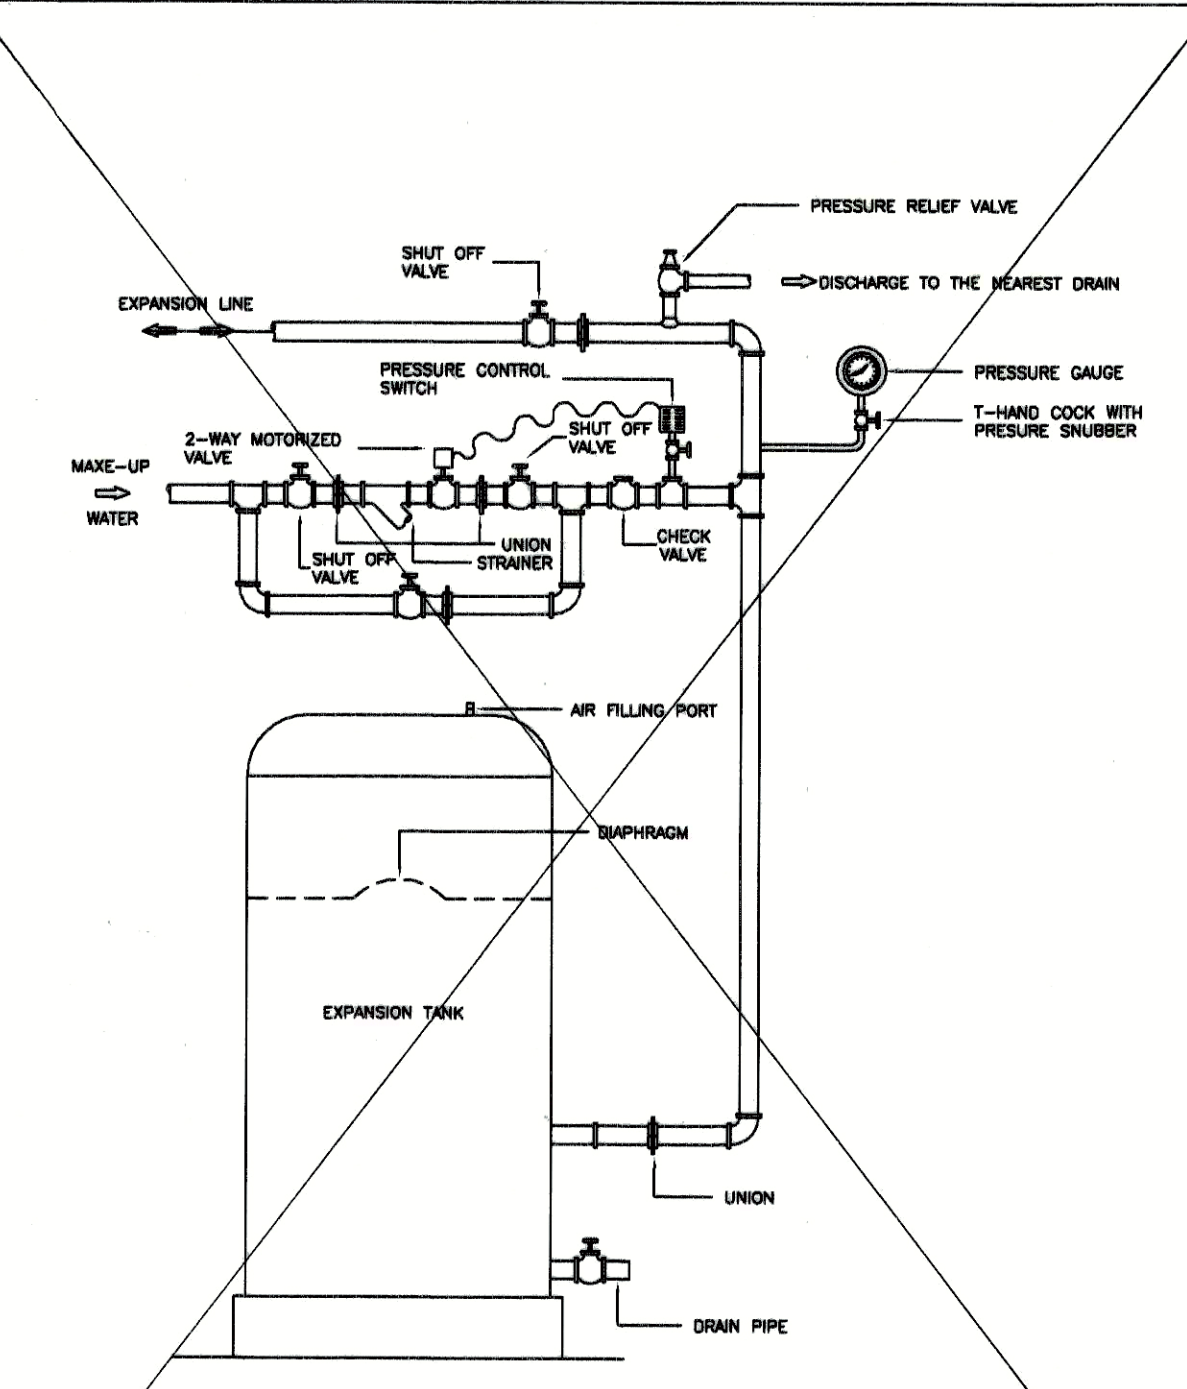 PRESSURE RELIEF VALVE
SHUT OFF
VALVE
DISCHARGE TO THE NEAREST DRAIN
EXPANSION LINE
PRESSURE CONTROL
SWITCH
PRESSURE GAUGE
T-HAND COCK WITH
PRESURE SNUBBER
2-WAY MOTORIZED
VALVE
SHUT OFF
VALVE
MAXE-UP
WATER
SHUT OFF
VALVE
UNION
STRAINER
CHECK
VALVE
AIR FILLING PORT
DIAPHRAGM
EXPANSION TANK
UNION
DRAIN PIPE